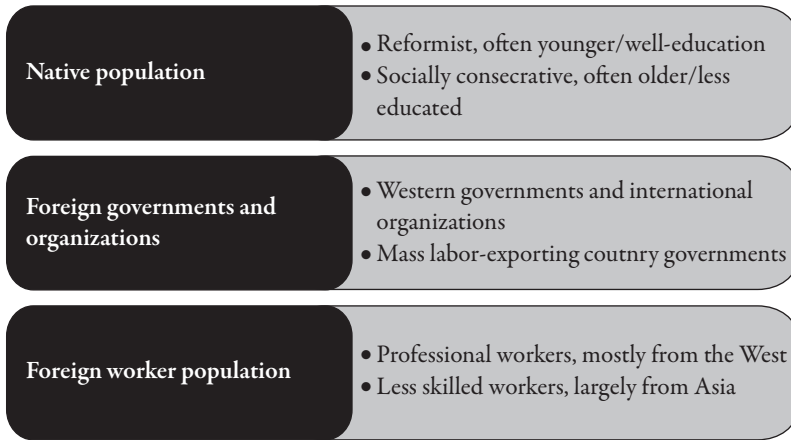 Native population
• Reformist, often younger/well-education
• Socially consecrative, often older/less
educated
Foreign governments and
organizations
• Western governments and international
organizations
• Mass labor-exporting coutnry governments
Foreign worker population
• Professional workers, mostly from the West
• Less skilled workers, largely from Asia